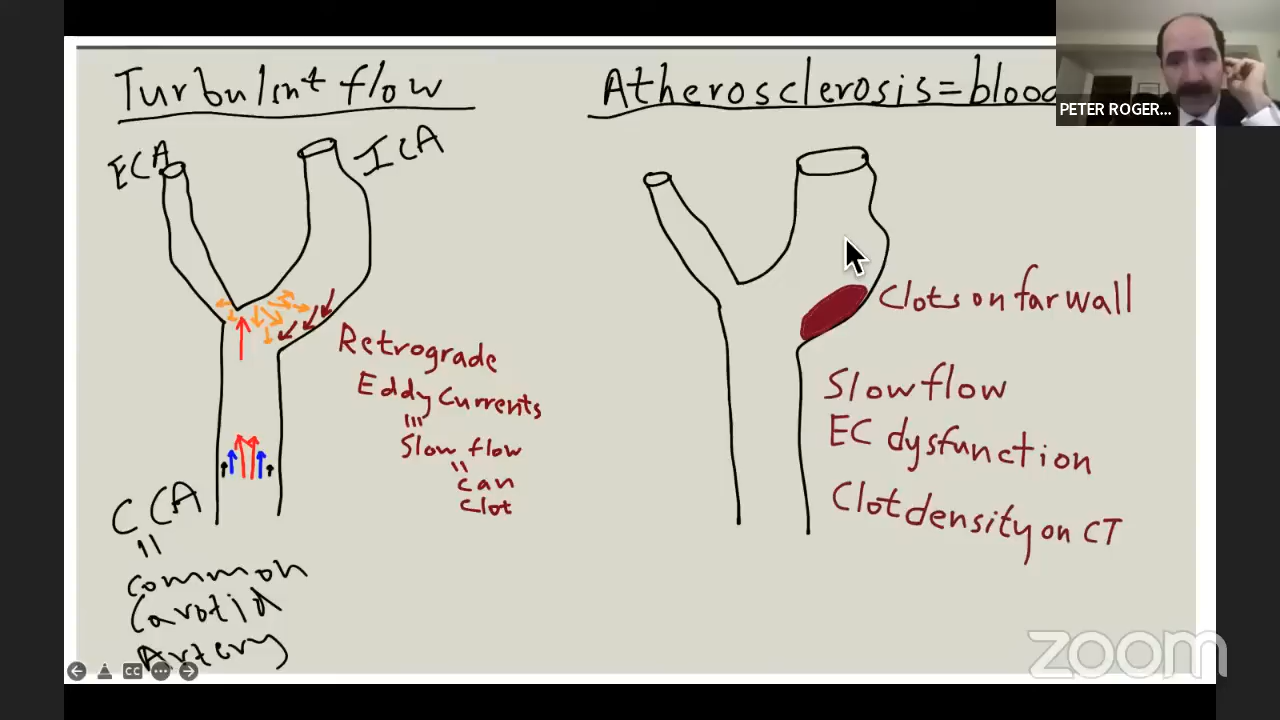 Turbulent flow
ECA
ICA
Retrograde
Eddy Currents
Slow flow
can
clot
CCA
common
Carotid
Artery
Atherosclerosis = blood
Clots on far wall
Slow flow
EC dysfunction
Clot density on CT
PETER ROGER...
CC
zoom